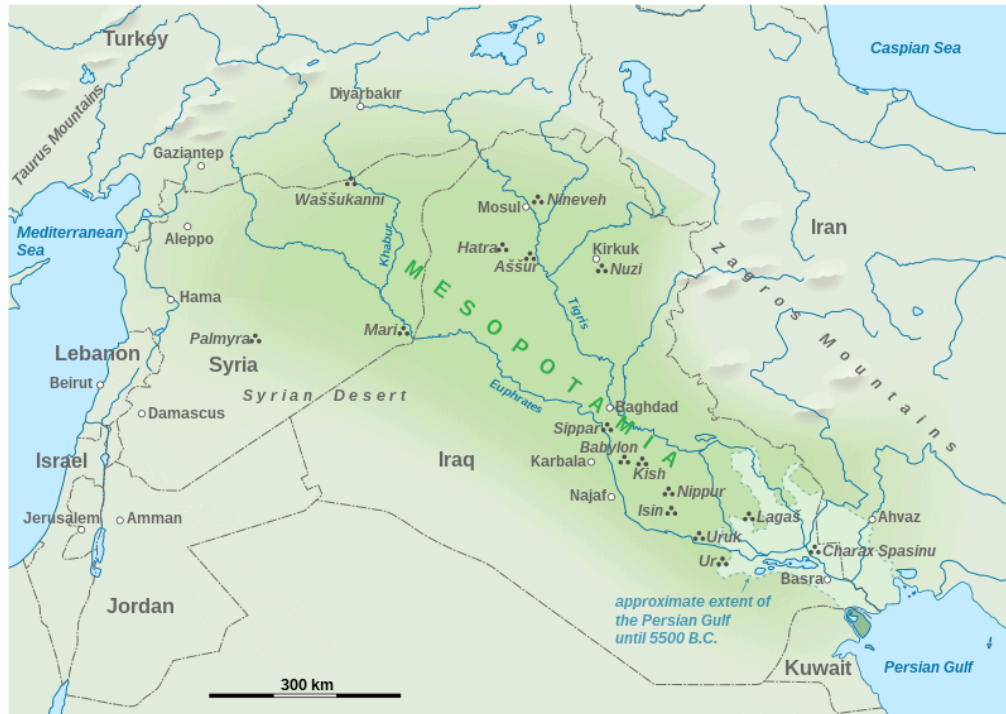 Turkey
Caspian Sea
Taurus Mountains
Diyarbakır
Gaziantep
Waššukanni
Mosul
Nineveh
Mediterranean
Sea
Aleppo
Khabur
Hatra
Aššur
Kirkuk
Nuzi
Iran
Zagros Mountains
MESOPOTAMIA
Hama
Tigris
Palmyra
Mari
Lebanon
Syria
Beirut
Syrian Desert
Euphrates
Damascus
Baghdad
Sippar
Babylon
Israel
Iraq
Karbala
Kish
Najaf
Nippur
Isin
Lagaš
Jerusalem
Amman
Ahvaz
Uruk
Charax Spasinu
Ur
Basra
Jordan
approximate extent of
the Persian Gulf
until 5500 B.C.
Kuwait
Persian Gulf
300 km